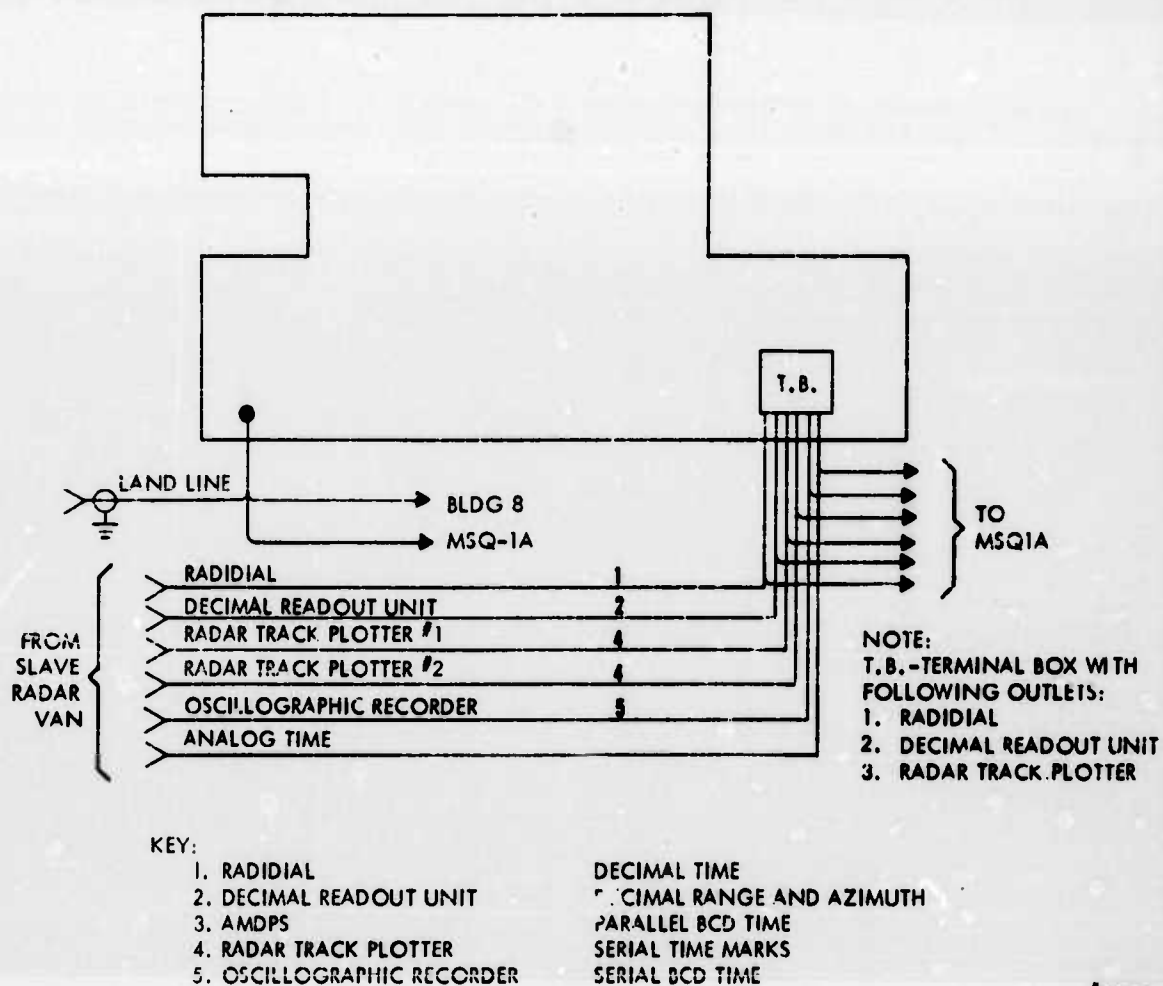 T.B.
LAND LINE
BLDG 8
MSQ-1A
TO
MSQ1A
FROM
SLAVE
RADAR
VAN
RADIDIAL 1
DECIMAL READOUT UNIT 2
RADAR TRACK PLOTTER #1 4
RADAR TRACK PLOTTER #2 4
OSCILLOGRAPHIC RECORDER 5
ANALOG TIME
NOTE:
T.B.-TERMINAL BOX WITH
FOLLOWING OUTLETS:
1. RADIDIAL
2. DECIMAL READOUT UNIT
3. RADAR TRACK PLOTTER
KEY:
1. RADIDIAL DECIMAL TIME
2. DECIMAL READOUT UNIT DECIMAL RANGE AND AZIMUTH
3. AMDPS PARALLEL BCD TIME
4. RADAR TRACK PLOTTER SERIAL TIME MARKS
5. OSCILLOGRAPHIC RECORDER SERIAL BCD TIME